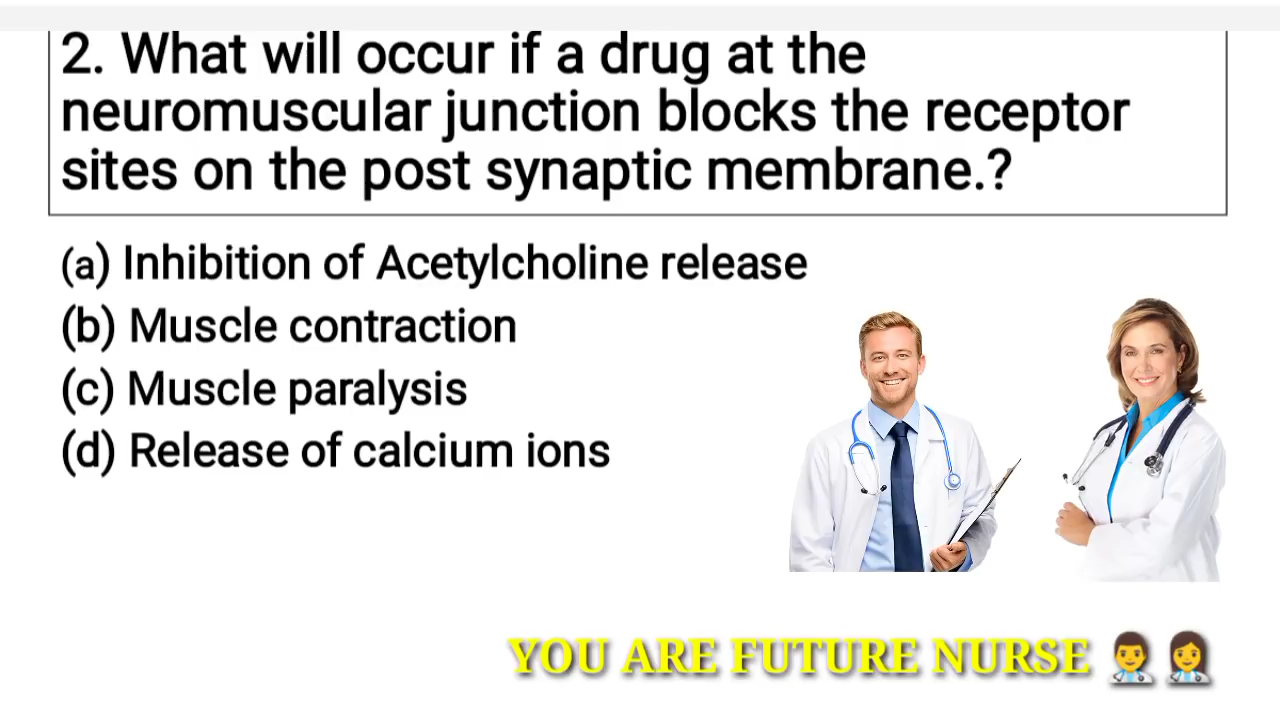 2. What will occur if a drug at the
neuromuscular junction blocks the receptor
sites on the post synaptic membrane.?
(a) Inhibition of Acetylcholine release
(b) Muscle contraction
(c) Muscle paralysis
(d) Release of calcium ions
YOU ARE FUTURE NURSE 👨‍⚕️ 👩‍⚕️